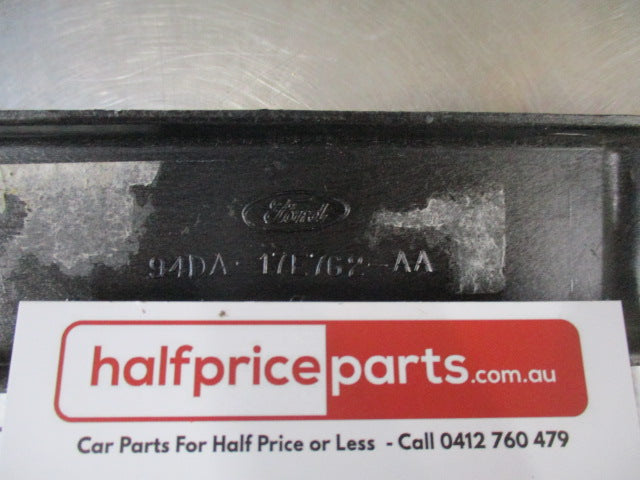 Ford
94DA-17E762-AA
halfpriceparts.com.au
Car Parts For Half Price or Less - Call 0412 760 479